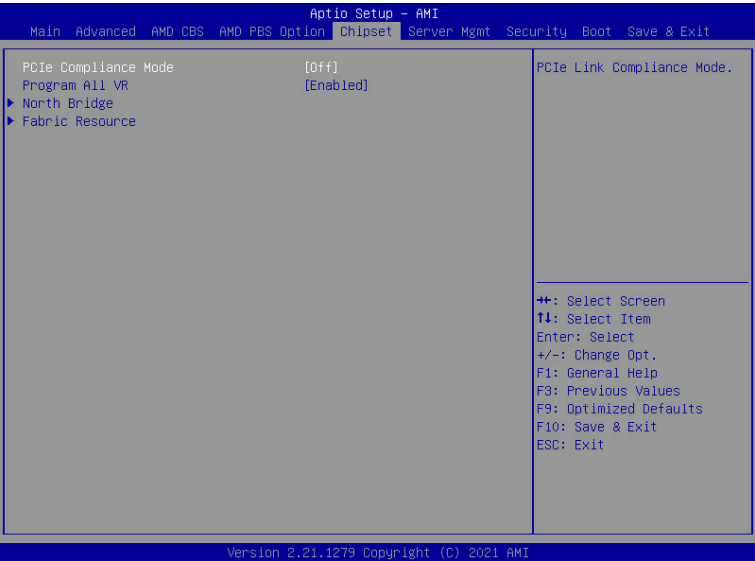 Aptio Setup – AMI
Main Advanced AMD CBS AMD PBS Option Chipset Server Mgmt Security Boot Save & Exit
PCIe Compliance Mode [Off]
Program All VR [Enabled]
North Bridge
Fabric Resource
PCIe Link Compliance Mode.
→←: Select Screen
↑↓: Select Item
Enter: Select
+/-: Change Opt.
F1: General Help
F3: Previous Values
F9: Optimized Defaults
F10: Save & Exit
ESC: Exit
Version 2.21.1279 Copyright (C) 2021 AMI